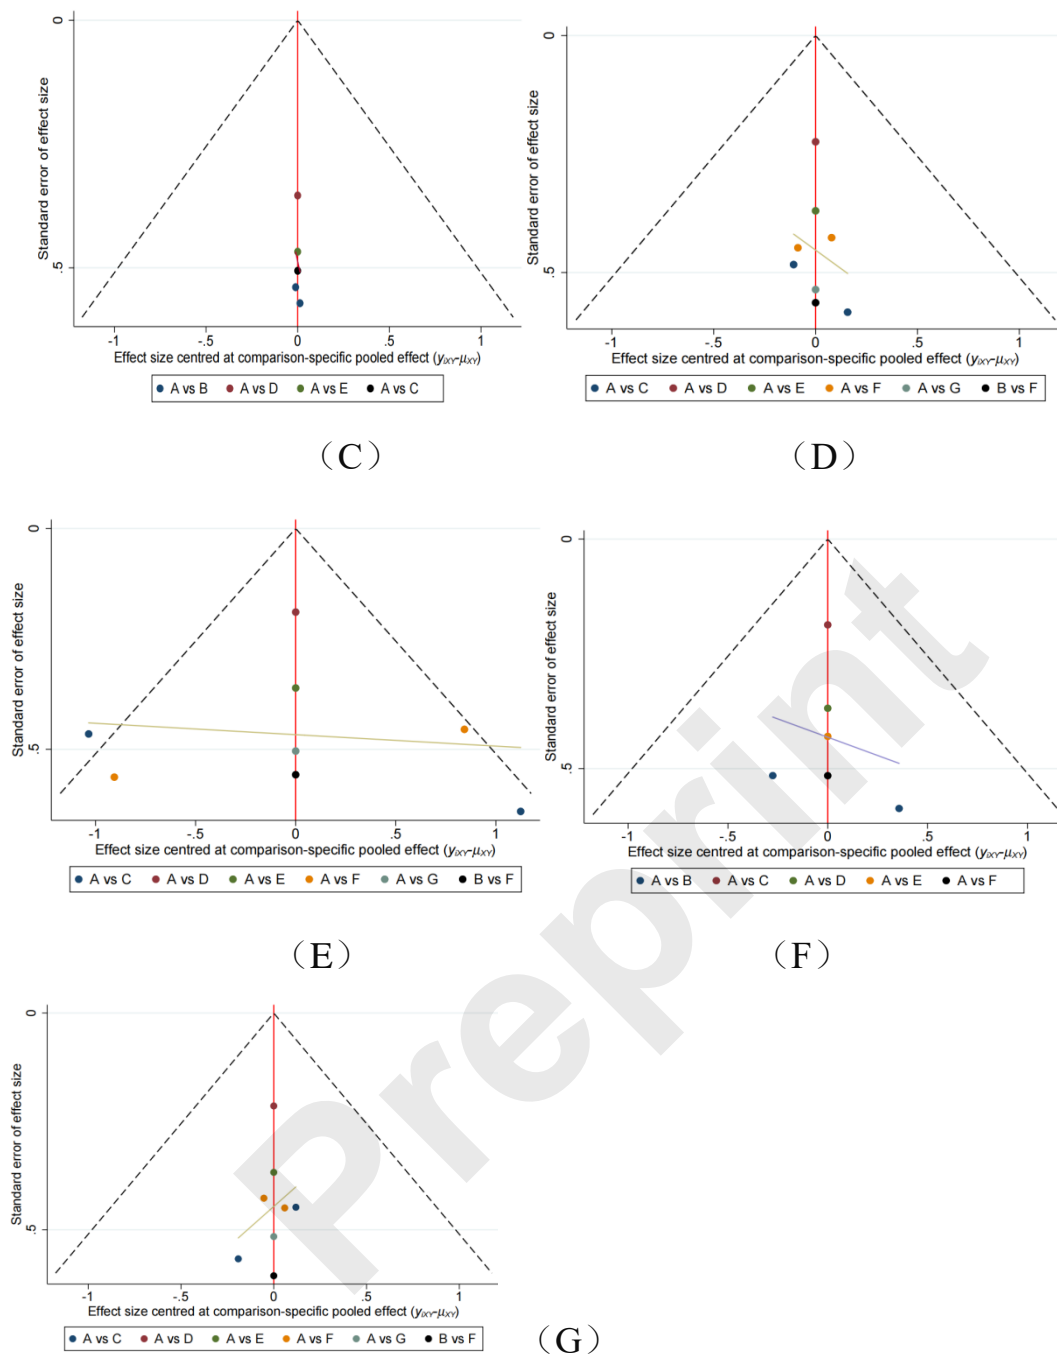 0
.5
Standard error of effect size
-1
-.5
0
.5
1
Effect size centred at comparison-specific pooled effect (yiXY-μXY)
A vs B A vs D A vs E A vs C
(C)
0
.5
Standard error of effect size
-1
-.5
0
.5
1
Effect size centred at comparison-specific pooled effect (yiXY-μXY)
A vs C A vs D A vs E A vs F A vs G B vs F
(D)
0
.5
Standard error of effect size
-1
-.5
0
.5
1
Effect size centred at comparison-specific pooled effect (yiXY-μXY)
A vs C A vs D A vs E A vs F A vs G B vs F
(E)
0
.5
Standard error of effect size
-1
-.5
0
.5
1
Effect size centred at comparison-specific pooled effect (yiXY-μXY)
A vs B A vs C A vs D A vs E A vs F
(F)
0
.5
Standard error of effect size
-1
-.5
0
.5
1
Effect size centred at comparison-specific pooled effect (yiXY-μXY)
A vs C A vs D A vs E A vs F A vs G B vs F
(G)
Preprint